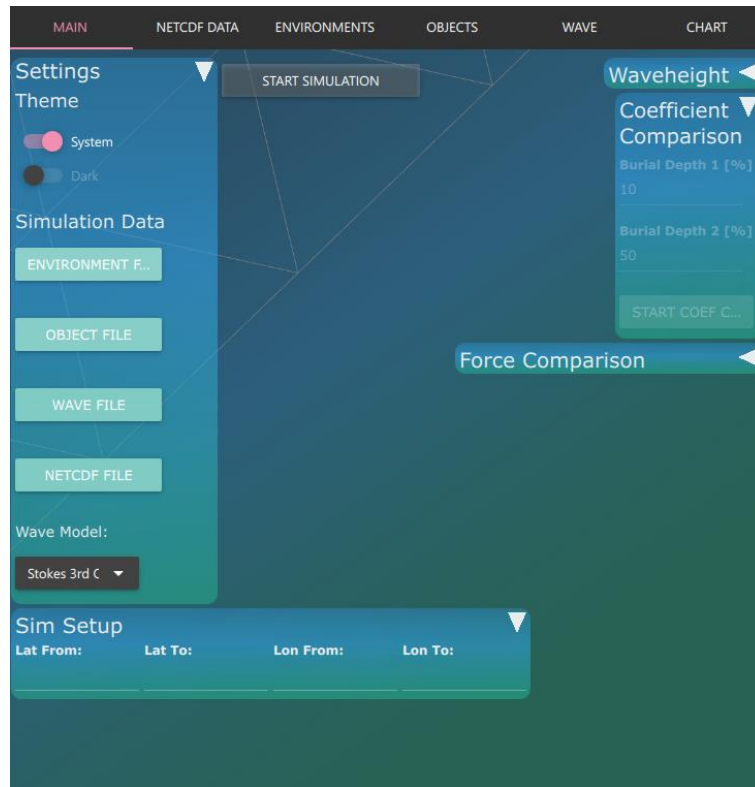 MAIN NETCDF DATA ENVIRONMENTS OBJECTS WAVE CHART
Settings
Theme
System
Dark
Simulation Data
ENVIRONMENT F...
OBJECT FILE
WAVE FILE
NETCDF FILE
Wave Model:
Stokes 3rd
START SIMULATION
Waveheight
Coefficient
Comparison
Burial Depth 1 [%]
10
Burial Depth 2 [%]
50
START COEF C...
Force Comparison
Sim Setup
Lat From: Lat To: Lon From: Lon To: